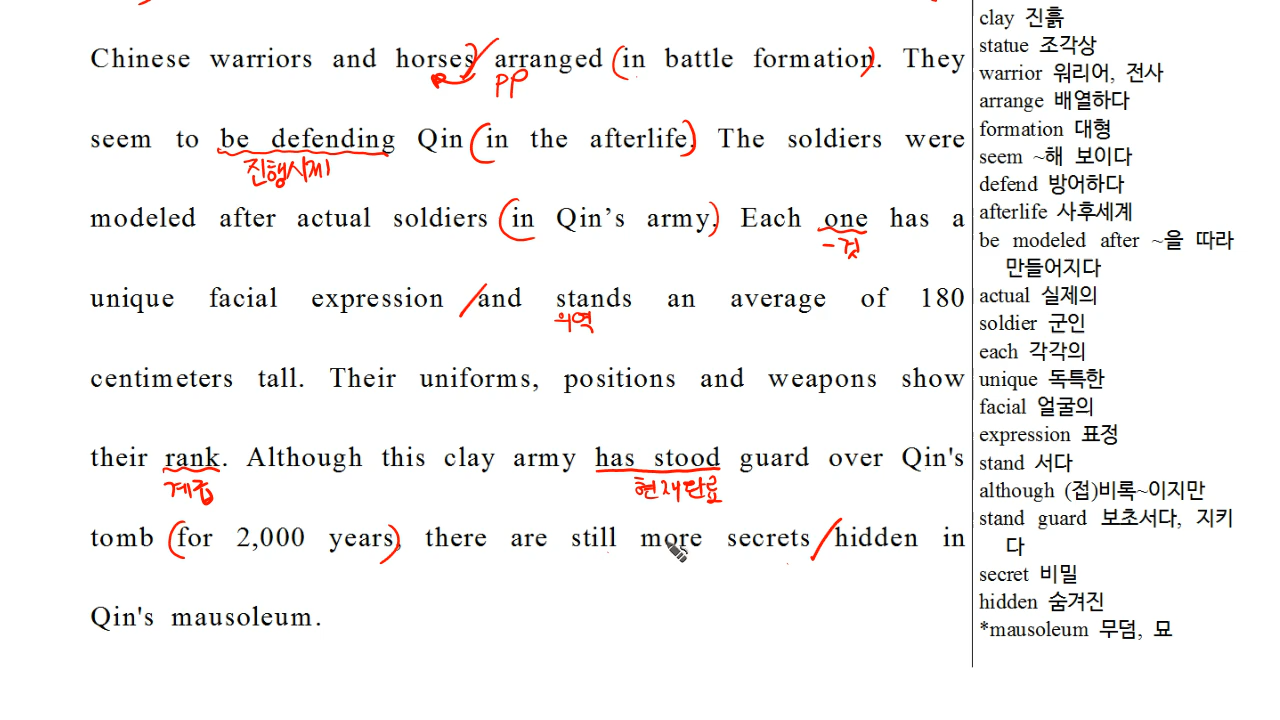 Chinese warriors and horses arranged in battle formation. They
pp
seem to be defending Qin in the afterlife. The soldiers were
진행시제
modeled after actual soldiers in Qin's army. Each one has a
~것
unique facial expression and stands an average of 180
centimeters tall. Their uniforms, positions and weapons show
their rank. Although this clay army has stood guard over Qin's
계급
현재완료
tomb for 2,000 years, there are still more secrets hidden in
Qin's mausoleum.
clay 진흙
statue 조각상
warrior 워리어, 전사
arrange 배열하다
formation 대형
seem ~해 보이다
defend 방어하다
afterlife 사후세계
be modeled after ~을 따라
만들어지다
actual 실제의
soldier 군인
each 각각의
unique 독특한
facial 얼굴의
expression 표정
stand 서다
although (접)비록~이지만
stand guard 보초서다, 지키
다
secret 비밀
hidden 숨겨진
*mausoleum 무덤, 묘